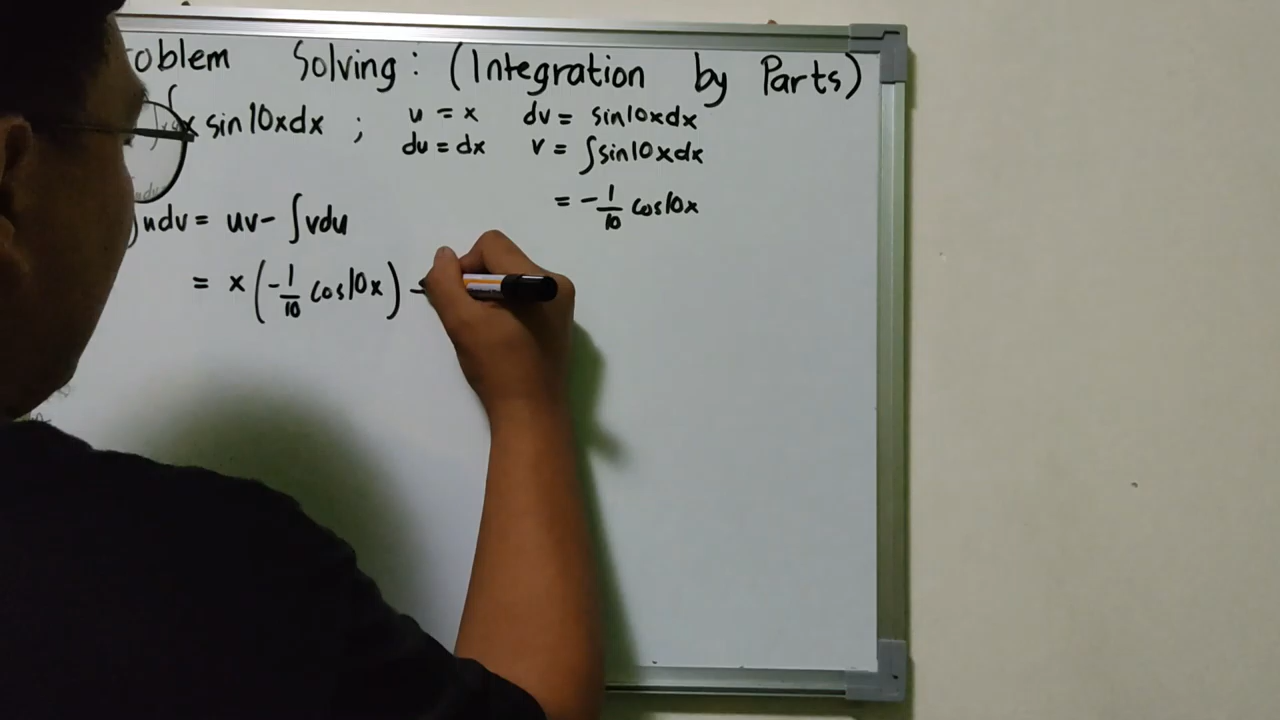 oblem Solving: (Integration by Parts)
∫x sin10xdx ; u = x dv = sin10xdx
du = dx v = ∫sin10xdx
= -1/10 cos10x
∫udv = uv - ∫vdu
= x(-1/10 cos10x) -